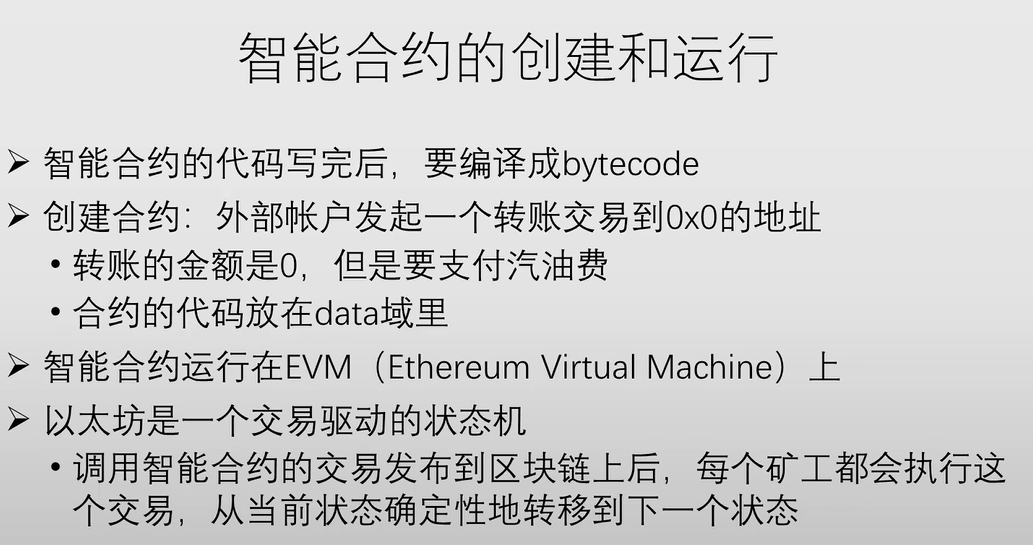 智能合约的创建和运行
➢ 智能合约的代码写完后，要编译成bytecode
➢ 创建合约：外部帐户发起一个转账交易到0x0的地址
• 转账的金额是0，但是要支付汽油费
• 合约的代码放在data域里
➢ 智能合约运行在EVM（Ethereum Virtual Machine）上
➢ 以太坊是一个交易驱动的状态机
• 调用智能合约的交易发布到区块链上后，每个矿工都会执行这
个交易，从当前状态确定性地转移到下一个状态